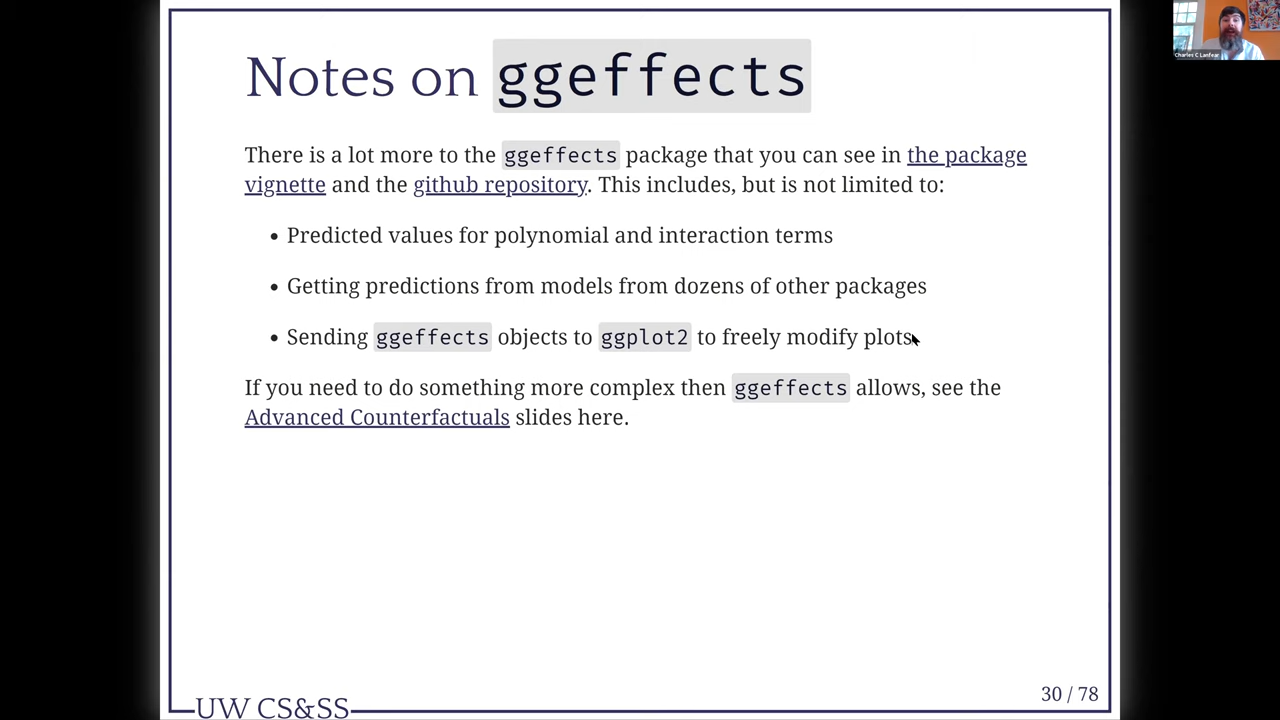 Notes on ggeffects
There is a lot more to the ggeffects package that you can see in the package
vignette and the github repository. This includes, but is not limited to:
• Predicted values for polynomial and interaction terms
• Getting predictions from models from dozens of other packages
• Sending ggeffects objects to ggplot2 to freely modify plots
If you need to do something more complex then ggeffects allows, see the
Advanced Counterfactuals slides here.
UW CS&SS
30 / 78
Charles C Lanfear